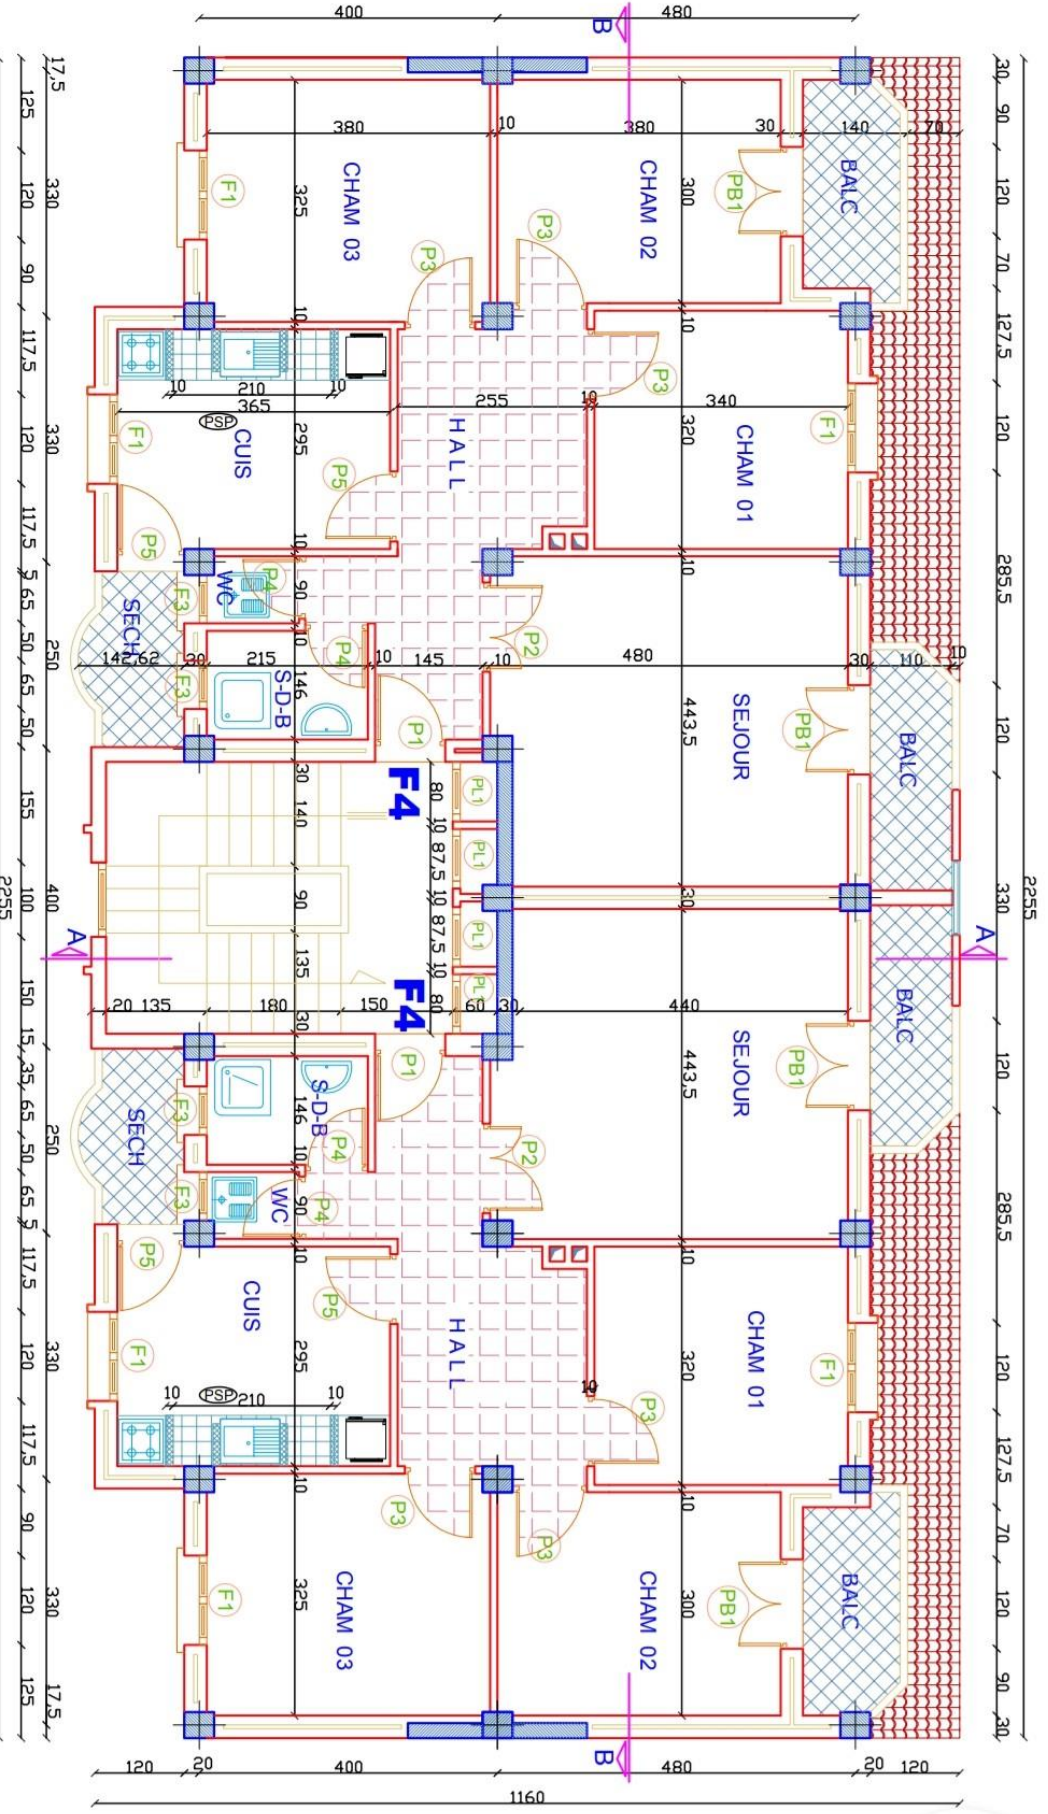 400
480
B
17,5
125
330
120
90
117,5
330
120
117,5
5
65
50
250
65
50
155
400
100
2255
150
15
35
65
50
250
65
5
117,5
330
120
117,5
90
330
120
125
17,5
30
90
120
70
127,5
120
285,5
120
330
2255
120
285,5
120
127,5
70
120
90
30
380
10
380
30
140
70
CHAM 03
325
F1
P3
CHAM 02
300
PB1
BALC
P3
10
10
210
10
365
PSP
CUIS
295
F1
P5
P5
255
HALL
10
P3
340
CHAM 01
320
F1
10
10
WC
P4
90
F3
SECH
142,62
30
215
10
P4
10
145
10
P2
480
30
110
10
F3
S-D-B
146
P1
SEJOUR
443,5
PB1
BALC
F4
30
140
80
10
87,5
10
87,5
10
80
PL1
PL1
PL1
90
30
A
A
135
F4
20
135
180
150
60
30
440
30
BALC
SEJOUR
443,5
PB1
P1
S-D-B
146
F3
SECH
P4
10
P2
F3
WC
90
P4
10
10
P5
CUIS
P5
295
F1
HALL
CHAM 01
320
F1
10
P3
10
PSP
210
10
10
10
P3
P3
CHAM 03
325
F1
CHAM 02
300
PB1
BALC
B
120
20
400
480
20
120
1160